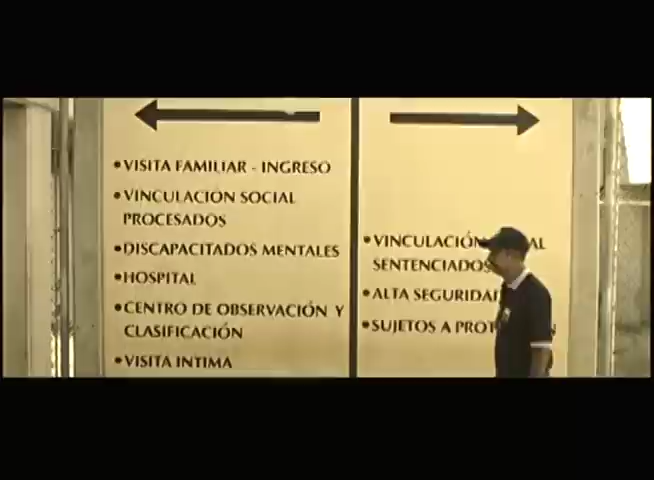 •VISITA FAMILIAR - INGRESO
•VINCULACION SOCIAL
PROCESADOS
•DISCAPACITADOS MENTALES
•HOSPITAL
•CENTRO DE OBSERVACIÓN Y
CLASIFICACIÓN
•VISITA INTIMA
•VINCULACIÓN
SENTENCIADOS
•ALTA SEGURIDAD
•SUJETOS A